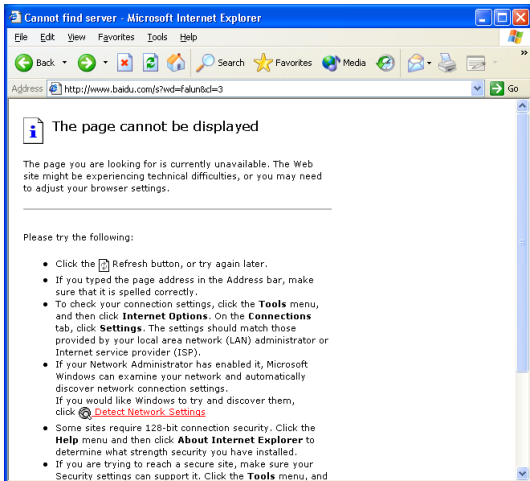 Cannot find server - Microsoft Internet Explorer
File Edit View Favorites Tools Help
Back Search Favorites Media
Address http://www.baidu.com/s?wd=falun&cl=3 Go
The page cannot be displayed
The page you are looking for is currently unavailable. The Web
site might be experiencing technical difficulties, or you may need
to adjust your browser settings.
Please try the following:
• Click the Refresh button, or try again later.
• If you typed the page address in the Address bar, make
sure that it is spelled correctly.
• To check your connection settings, click the Tools menu,
and then click Internet Options. On the Connections
tab, click Settings. The settings should match those
provided by your local area network (LAN) administrator or
Internet service provider (ISP).
• If your Network Administrator has enabled it, Microsoft
Windows can examine your network and automatically
discover network connection settings.
If you would like Windows to try and discover them,
click Detect Network Settings
• Some sites require 128-bit connection security. Click the
Help menu and then click About Internet Explorer to
determine what strength security you have installed.
• If you are trying to reach a secure site, make sure your
Security settings can support it. Click the Tools menu, and